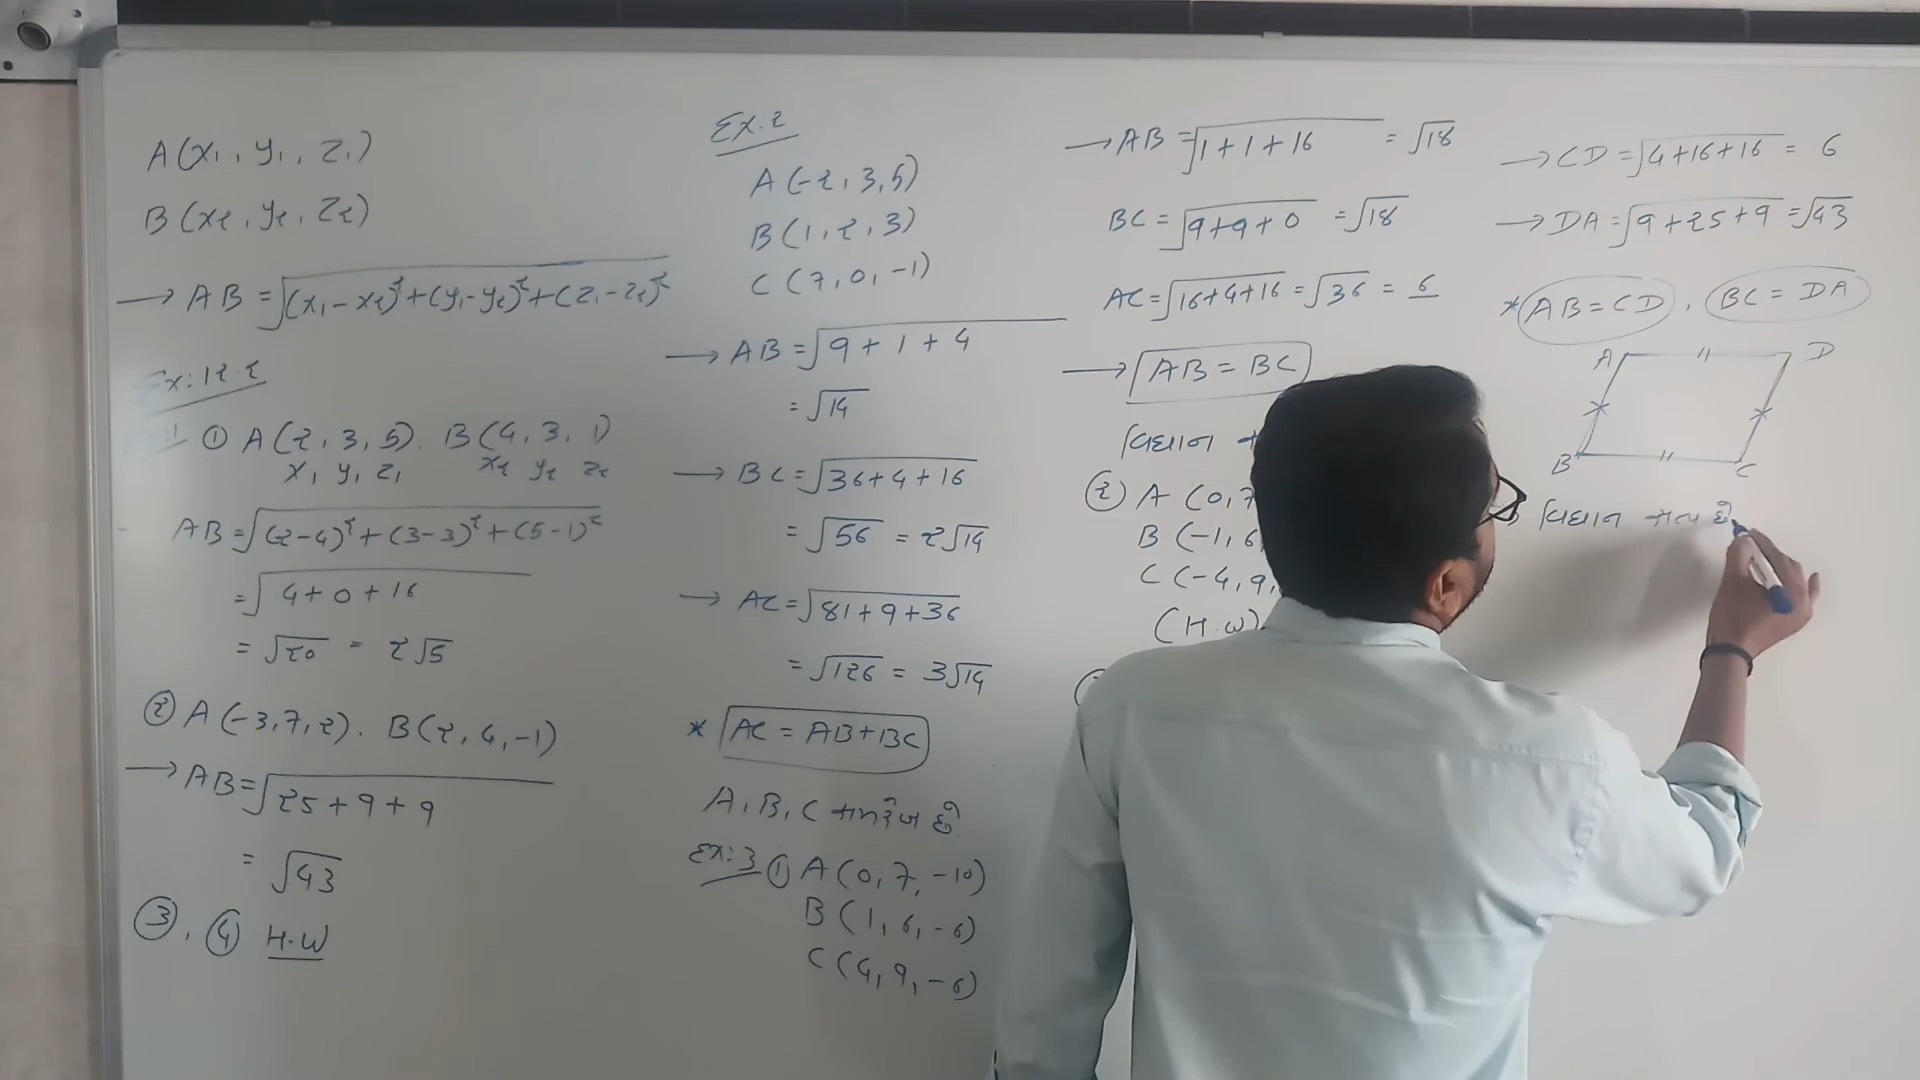 A(x₁, y₁, z₁)
B(x₂, y₂, z₂)
→ AB = √(x₁-x₂)²+(y₁-y₂)²+(z₁-z₂)²
Ex: 12.2
① A(2, 3, 5). B(4, 3, 1)
x₁ y₁ z₁ x₂ y₂ z₂
AB = √(2-4)²+(3-3)²+(5-1)²
= √4+0+16
= √20 = 2√5
② A(-3,7,2). B(2,4,-1)
→ AB = √25+9+9
= √43
③, ④ H.W
Ex.2
A(-2,3,5)
B(1,2,3)
C(7,0,-1)
→ AB = √9+1+4
= √14
→ BC = √36+4+16
= √56 = 2√14
→ AC = √81+9+36
= √126 = 3√14
* AC = AB+BC
A,B,C સમરેખ છે.
Ex:3 ① A(0,7,-10)
B(1,6,-6)
C(4,9,-6)
→ AB = √1+1+16 = √18
BC = √9+9+0 = √18
AC = √16+4+16 = √36 = 6
→ AB = BC
વિધાન
② A(0,7
B(-1,6
C(-4,9,
(H.W)
→ CD = √4+16+16 = 6
→ DA = √9+25+9 = √43
* AB=CD, BC=DA
A D
B C
વિધાન સત્ય છે